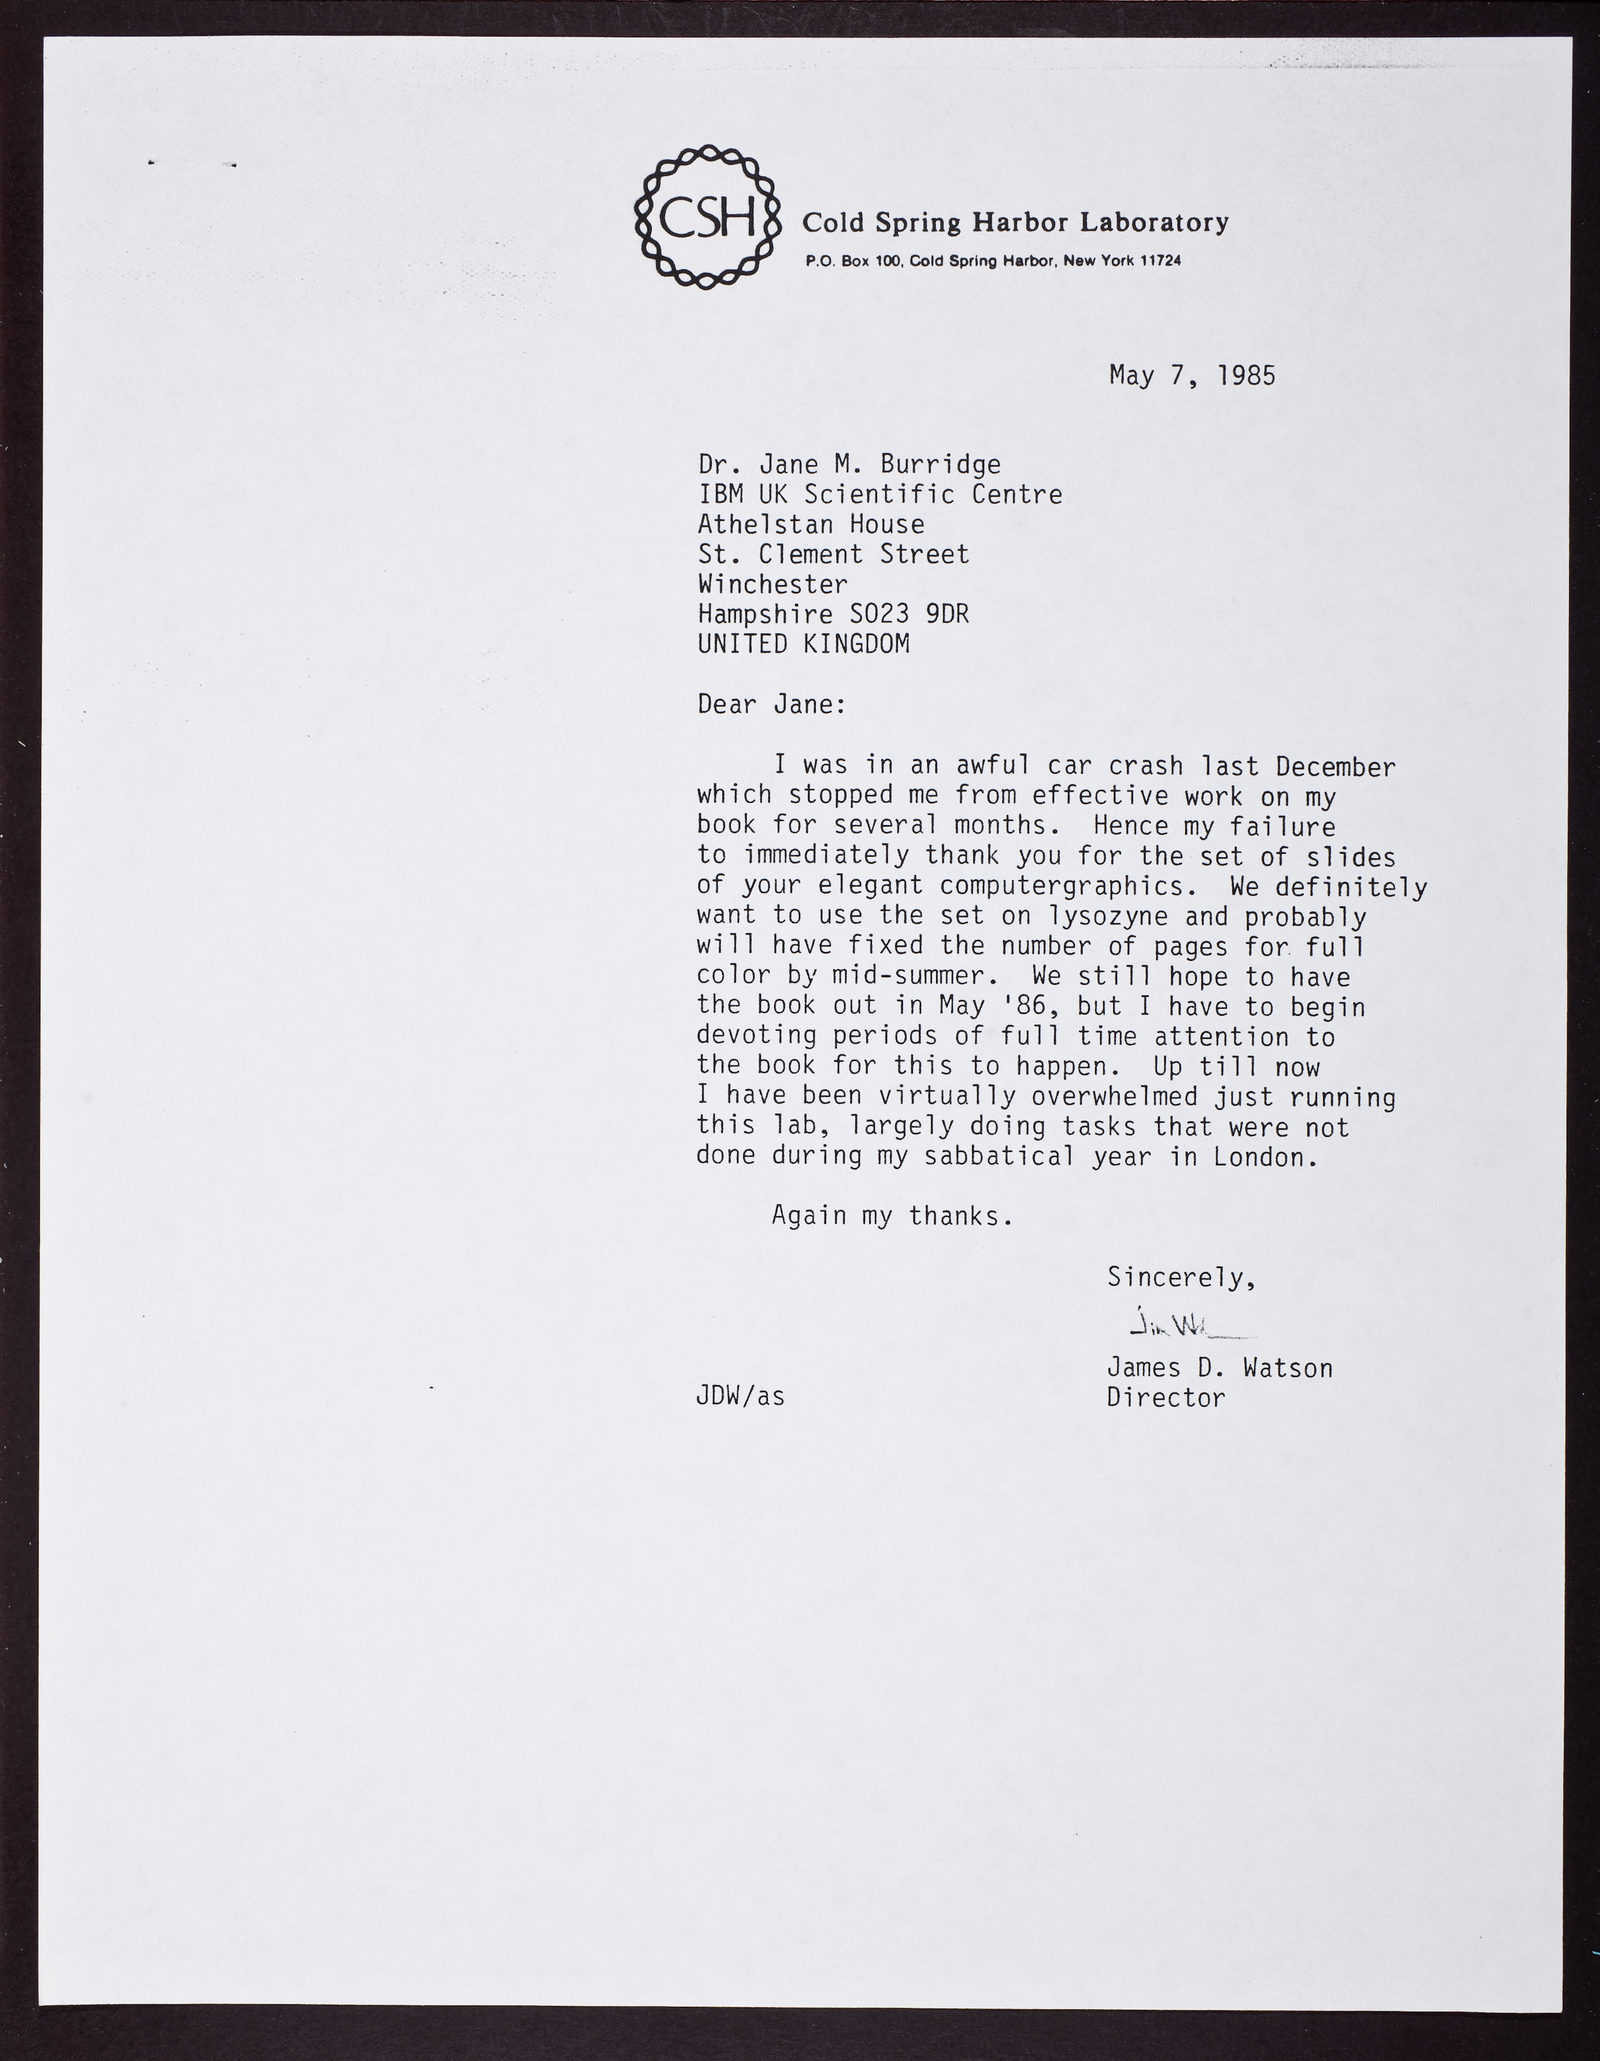 CSH
Cold Spring Harbor Laboratory
P.O. Box 100, Cold Spring Harbor, New York 11724
May 7, 1985
Dr. Jane M. Burridge
IBM UK Scientific Centre
Athelstan House
St. Clement Street
Winchester
Hampshire SO23 9DR
UNITED KINGDOM
Dear Jane:
I was in an awful car crash last December
which stopped me from effective work on my
book for several months. Hence my failure
to immediately thank you for the set of slides
of your elegant computergraphics. We definitely
want to use the set on lysozyne and probably
will have fixed the number of pages for full
color by mid-summer. We still hope to have
the book out in May '86, but I have to begin
devoting periods of full time attention to
the book for this to happen. Up till now
I have been virtually overwhelmed just running
this lab, largely doing tasks that were not
done during my sabbatical year in London.
Again my thanks.
Sincerely,
Jim
James D. Watson
JDW/as
Director